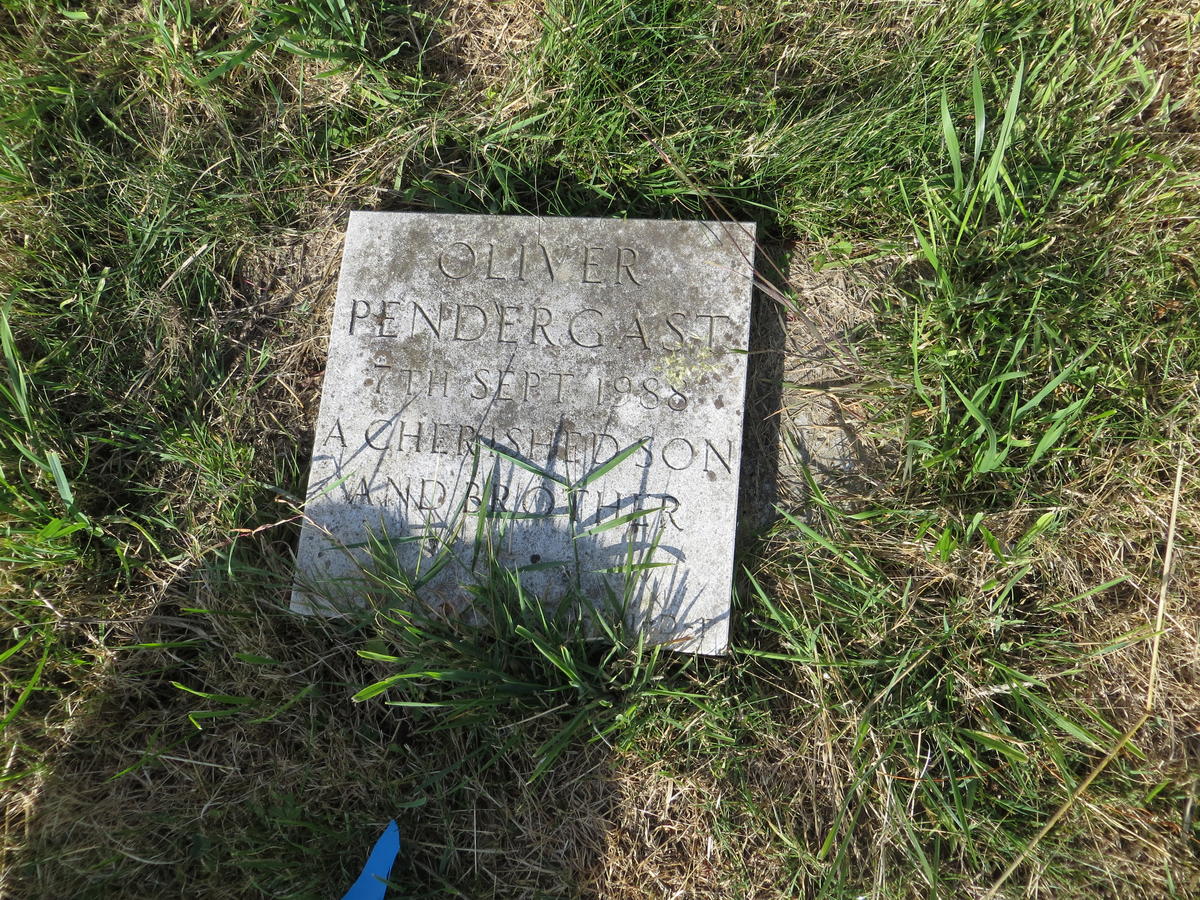 OLIVER
PENDERGAST
7TH SEPT 1988
A CHERISHED SON
AND BROTHER